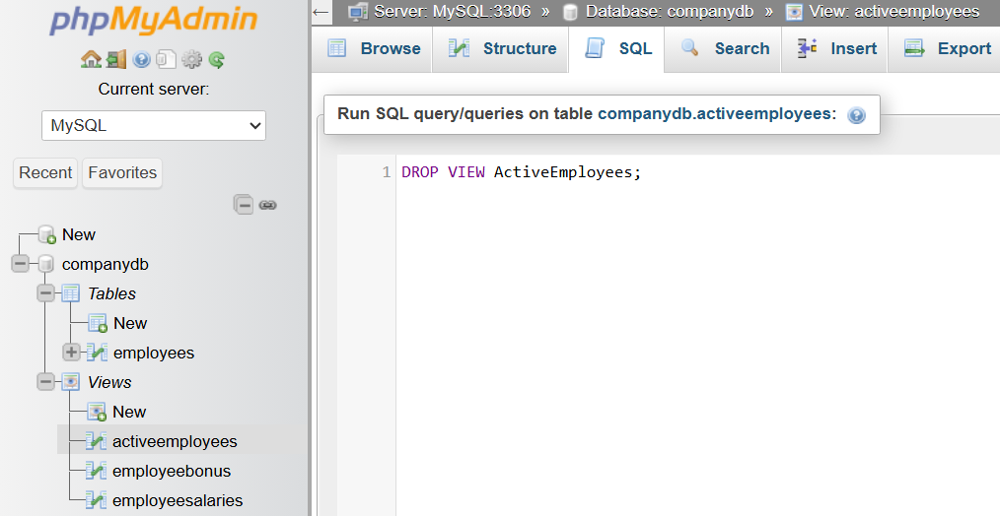 phpMyAdmin
Current server:
MySQL
Recent Favorites
New
companydb
Tables
New
employees
Views
New
activeemployees
employeebonus
employeesalaries
← Server: MySQL:3306 » Database: companydb » View: activeemployees
Browse Structure SQL Search Insert Export
Run SQL query/queries on table companydb.activeemployees:
1 DROP VIEW ActiveEmployees;